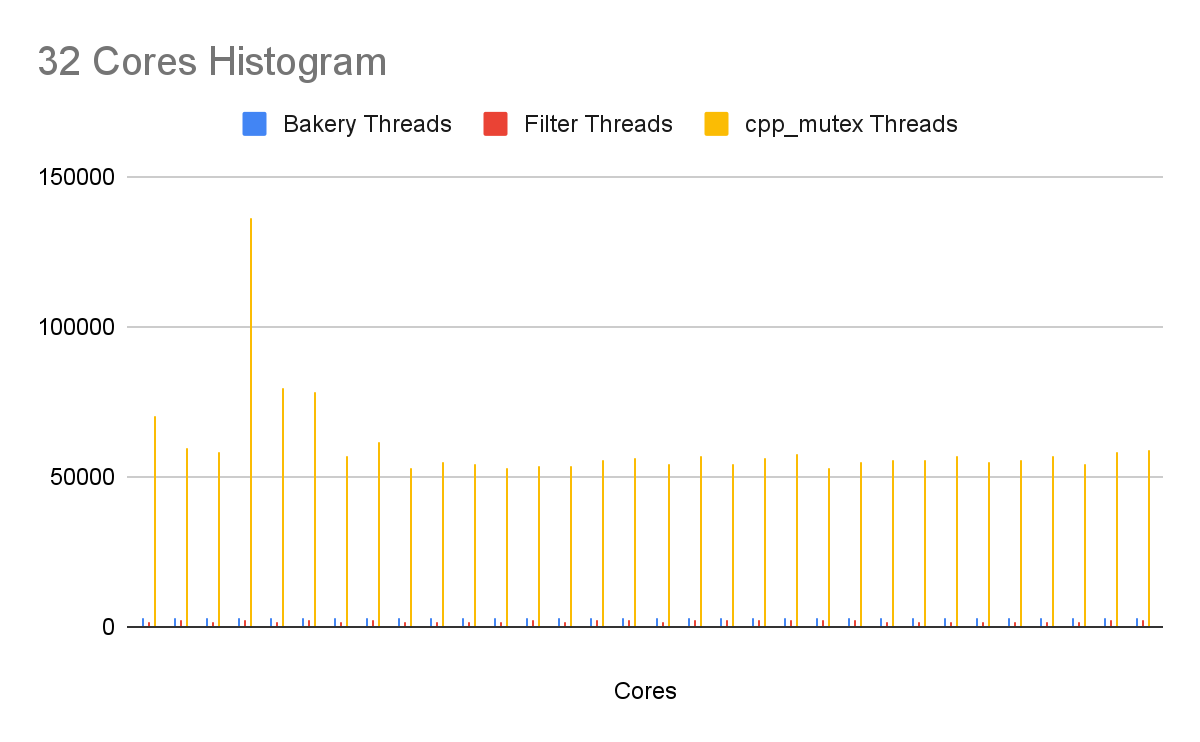 32 Cores Histogram
Bakery Threads Filter Threads cpp_mutex Threads
150000
100000
50000
0
Cores